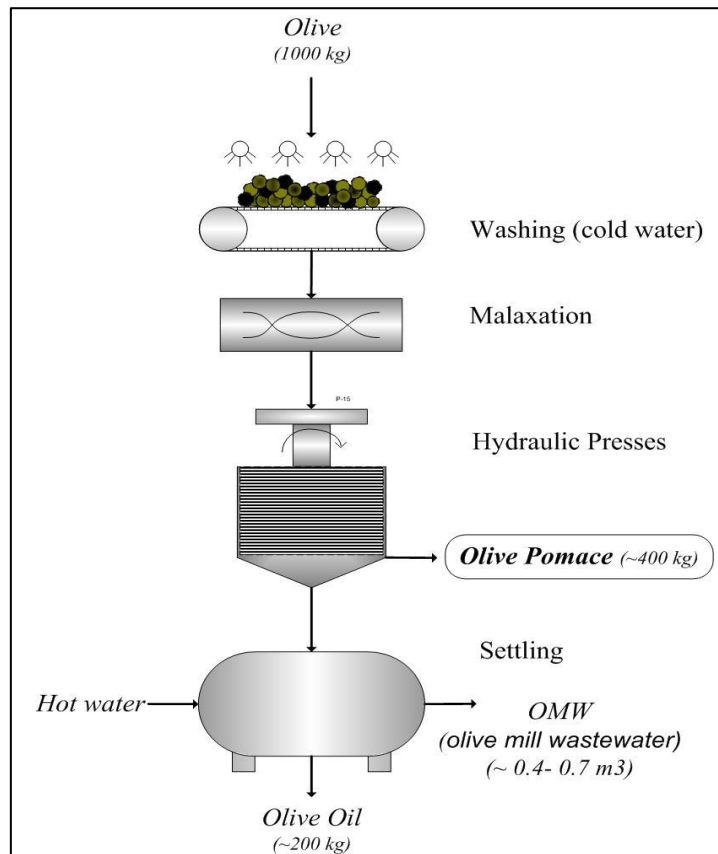 Olive
(1000 kg)
Washing (cold water)
Malaxation
P-15
Hydraulic Presses
Olive Pomace (~400 kg)
Settling
Hot water
OMW
(olive mill wastewater)
(~ 0.4- 0.7 m3)
Olive Oil
(~200 kg)